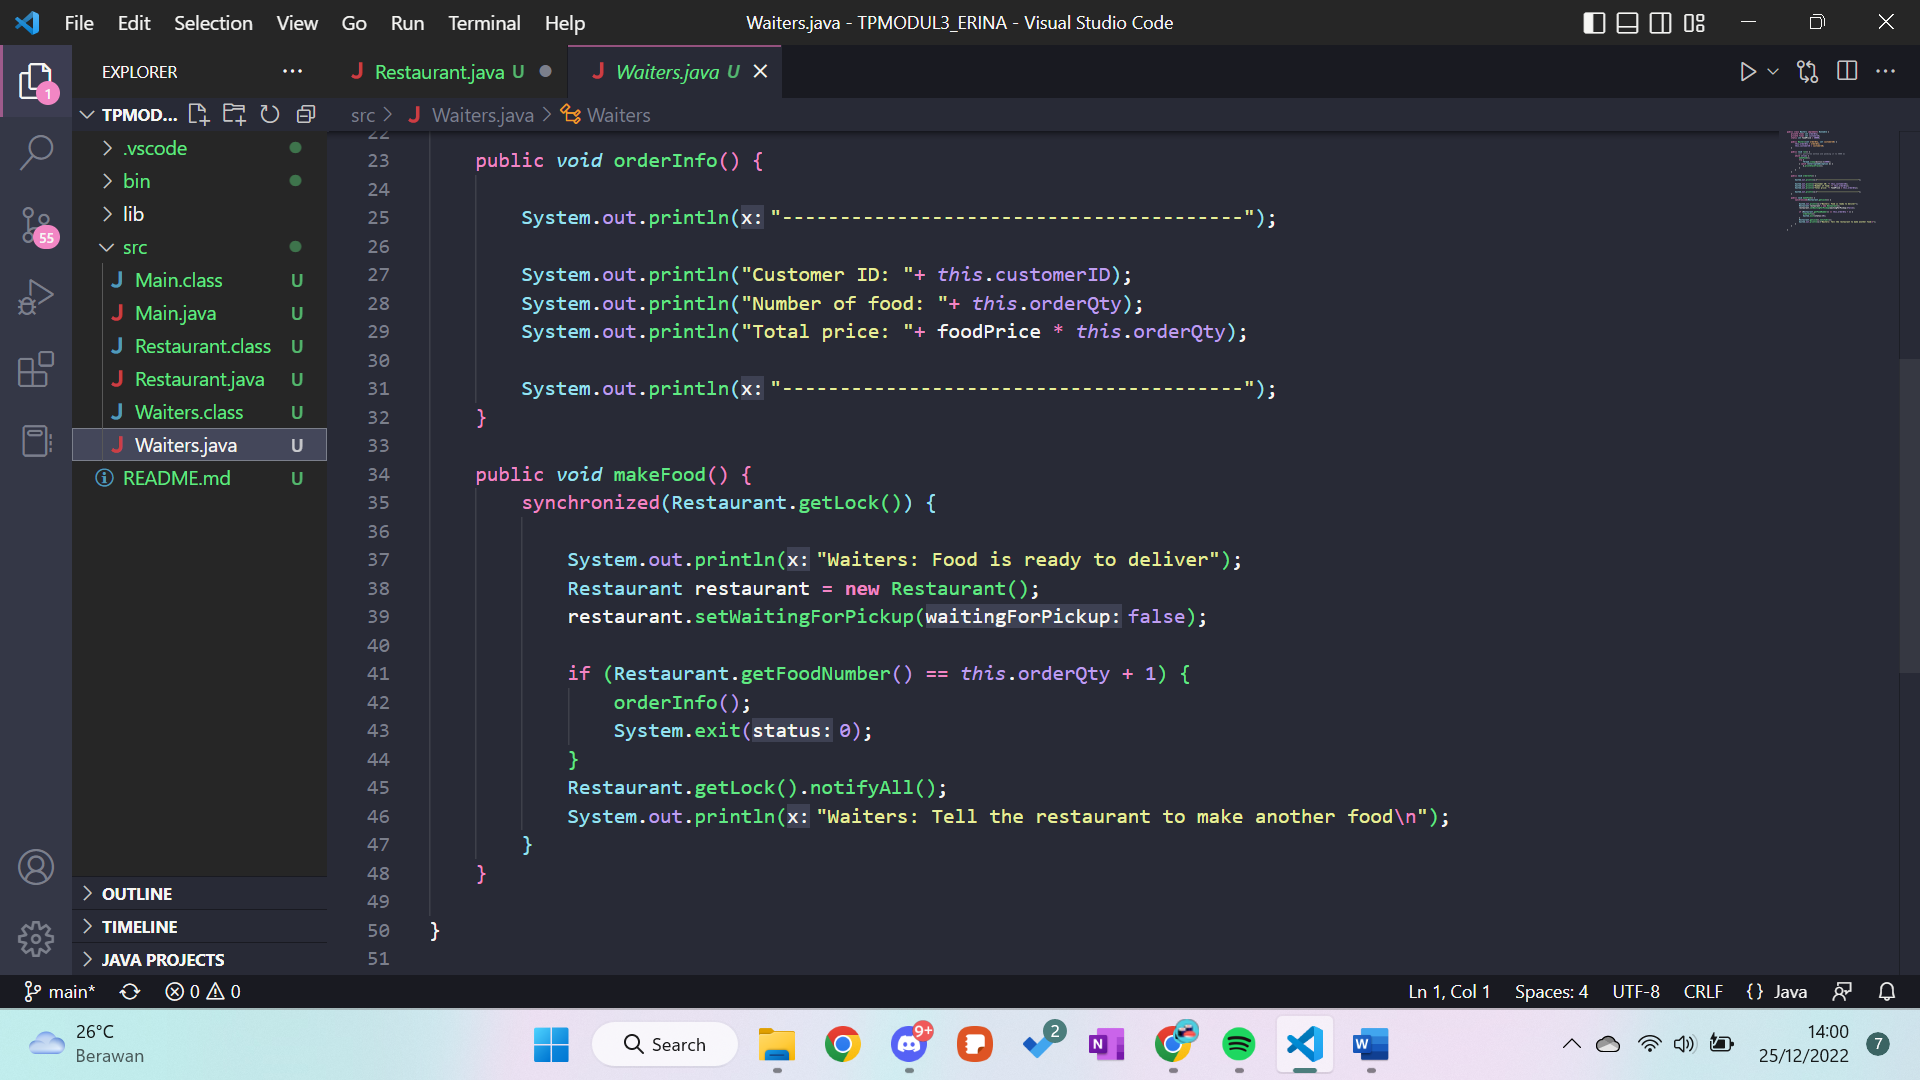 File Edit Selection View Go Run Terminal Help
Waiters.java - TPMODUL3_ERINA - Visual Studio Code
EXPLORER
Restaurant.java U
Waiters.java U
TPMOD...
src > Waiters.java > Waiters
1
55
.vscode
bin
lib
src
Main.class U
Main.java U
Restaurant.class U
Restaurant.java U
Waiters.class U
Waiters.java U
README.md U
OUTLINE
TIMELINE
JAVA PROJECTS
22
23 public void orderInfo() {
24
25 System.out.println(x: "----------------------------------------");
26
27 System.out.println("Customer ID: "+ this.customerID);
28 System.out.println("Number of food: "+ this.orderQty);
29 System.out.println("Total price: "+ foodPrice * this.orderQty);
30
31 System.out.println(x: "----------------------------------------");
32 }
33
34 public void makeFood() {
35 synchronized(Restaurant.getLock()) {
36
37 System.out.println(x: "Waiters: Food is ready to deliver");
38 Restaurant restaurant = new Restaurant();
39 restaurant.setWaitingForPickup(waitingForPickup: false);
40
41 if (Restaurant.getFoodNumber() == this.orderQty + 1) {
42 orderInfo();
43 System.exit(status: 0);
44 }
45 Restaurant.getLock().notifyAll();
46 System.out.println(x: "Waiters: Tell the restaurant to make another food\n");
47 }
48 }
49
50 }
51
main* 0 0
Ln 1, Col 1 Spaces: 4 UTF-8 CRLF {} Java
26°C
Berawan
Search
9+
2
N
W
14:00
25/12/2022
7